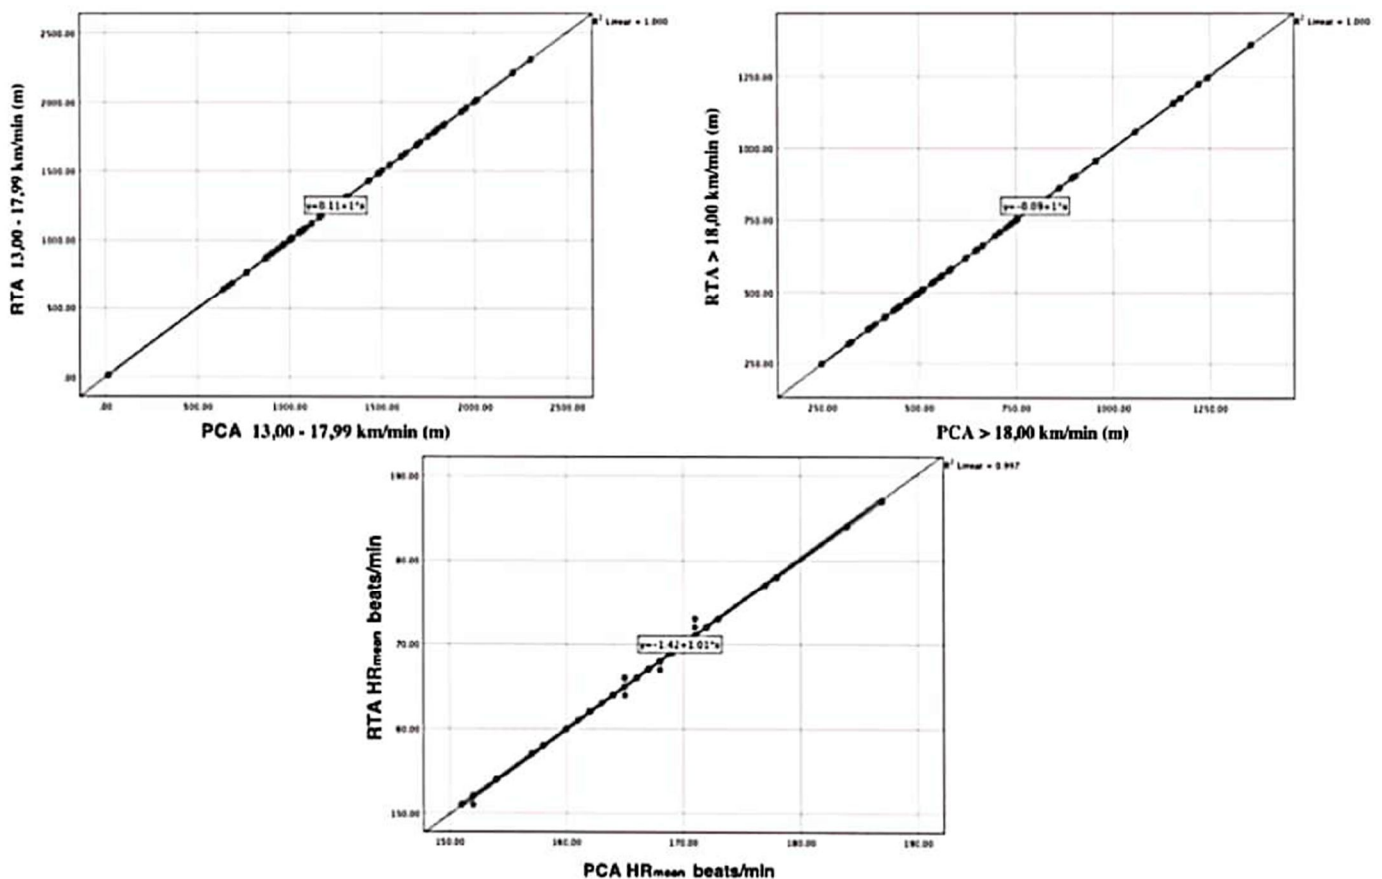 R² Linear = 1.000
2500.00
2000.00
1500.00
1000.00
500.00
.00
y=0.11+1*x
RTA 13,00 - 17,99 km/min (m)
.00 500.00 1000.00 1500.00 2000.00 2500.00
PCA 13,00 - 17,99 km/min (m)
R² Linear = 1.000
1250.00
1000.00
750.00
500.00
250.00
y=-0.09+1*x
RTA > 18,00 km/min (m)
250.00 500.00 750.00 1000.00 1250.00
PCA > 18,00 km/min (m)
R² Linear = 0.997
190.00
80.00
70.00
60.00
150.00
y=-1.42+1.01*x
RTA HRmean beats/min
150.00 160.00 170.00 180.00 190.00
PCA HRmean beats/min